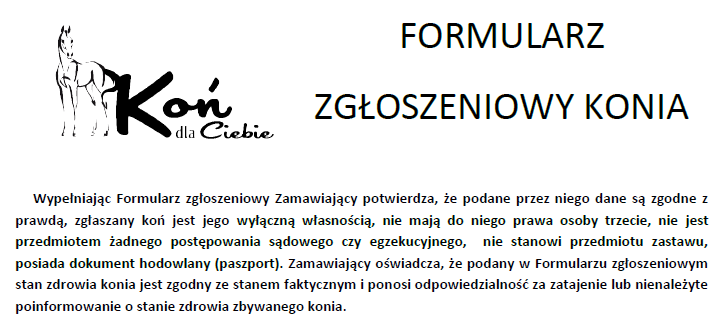 FORMULARZ
ZGŁOSZENIOWY KONIA
Koń
dla Ciebie
Wypełniając Formularz zgłoszeniowy Zamawiający potwierdza, że podane przez niego dane są zgodne z
prawdą, zgłaszany koń jest jego wyłączną własnością, nie mają do niego prawa osoby trzecie, nie jest
przedmiotem żadnego postępowania sądowego czy egzekucyjnego, nie stanowi przedmiotu zastawu,
posiada dokument hodowlany (paszport). Zamawiający oświadcza, że podany w Formularzu zgłoszeniowym
stan zdrowia konia jest zgodny ze stanem faktycznym i ponosi odpowiedzialność za zatajenie lub nienależyte
poinformowanie o stanie zdrowia zbywanego konia.